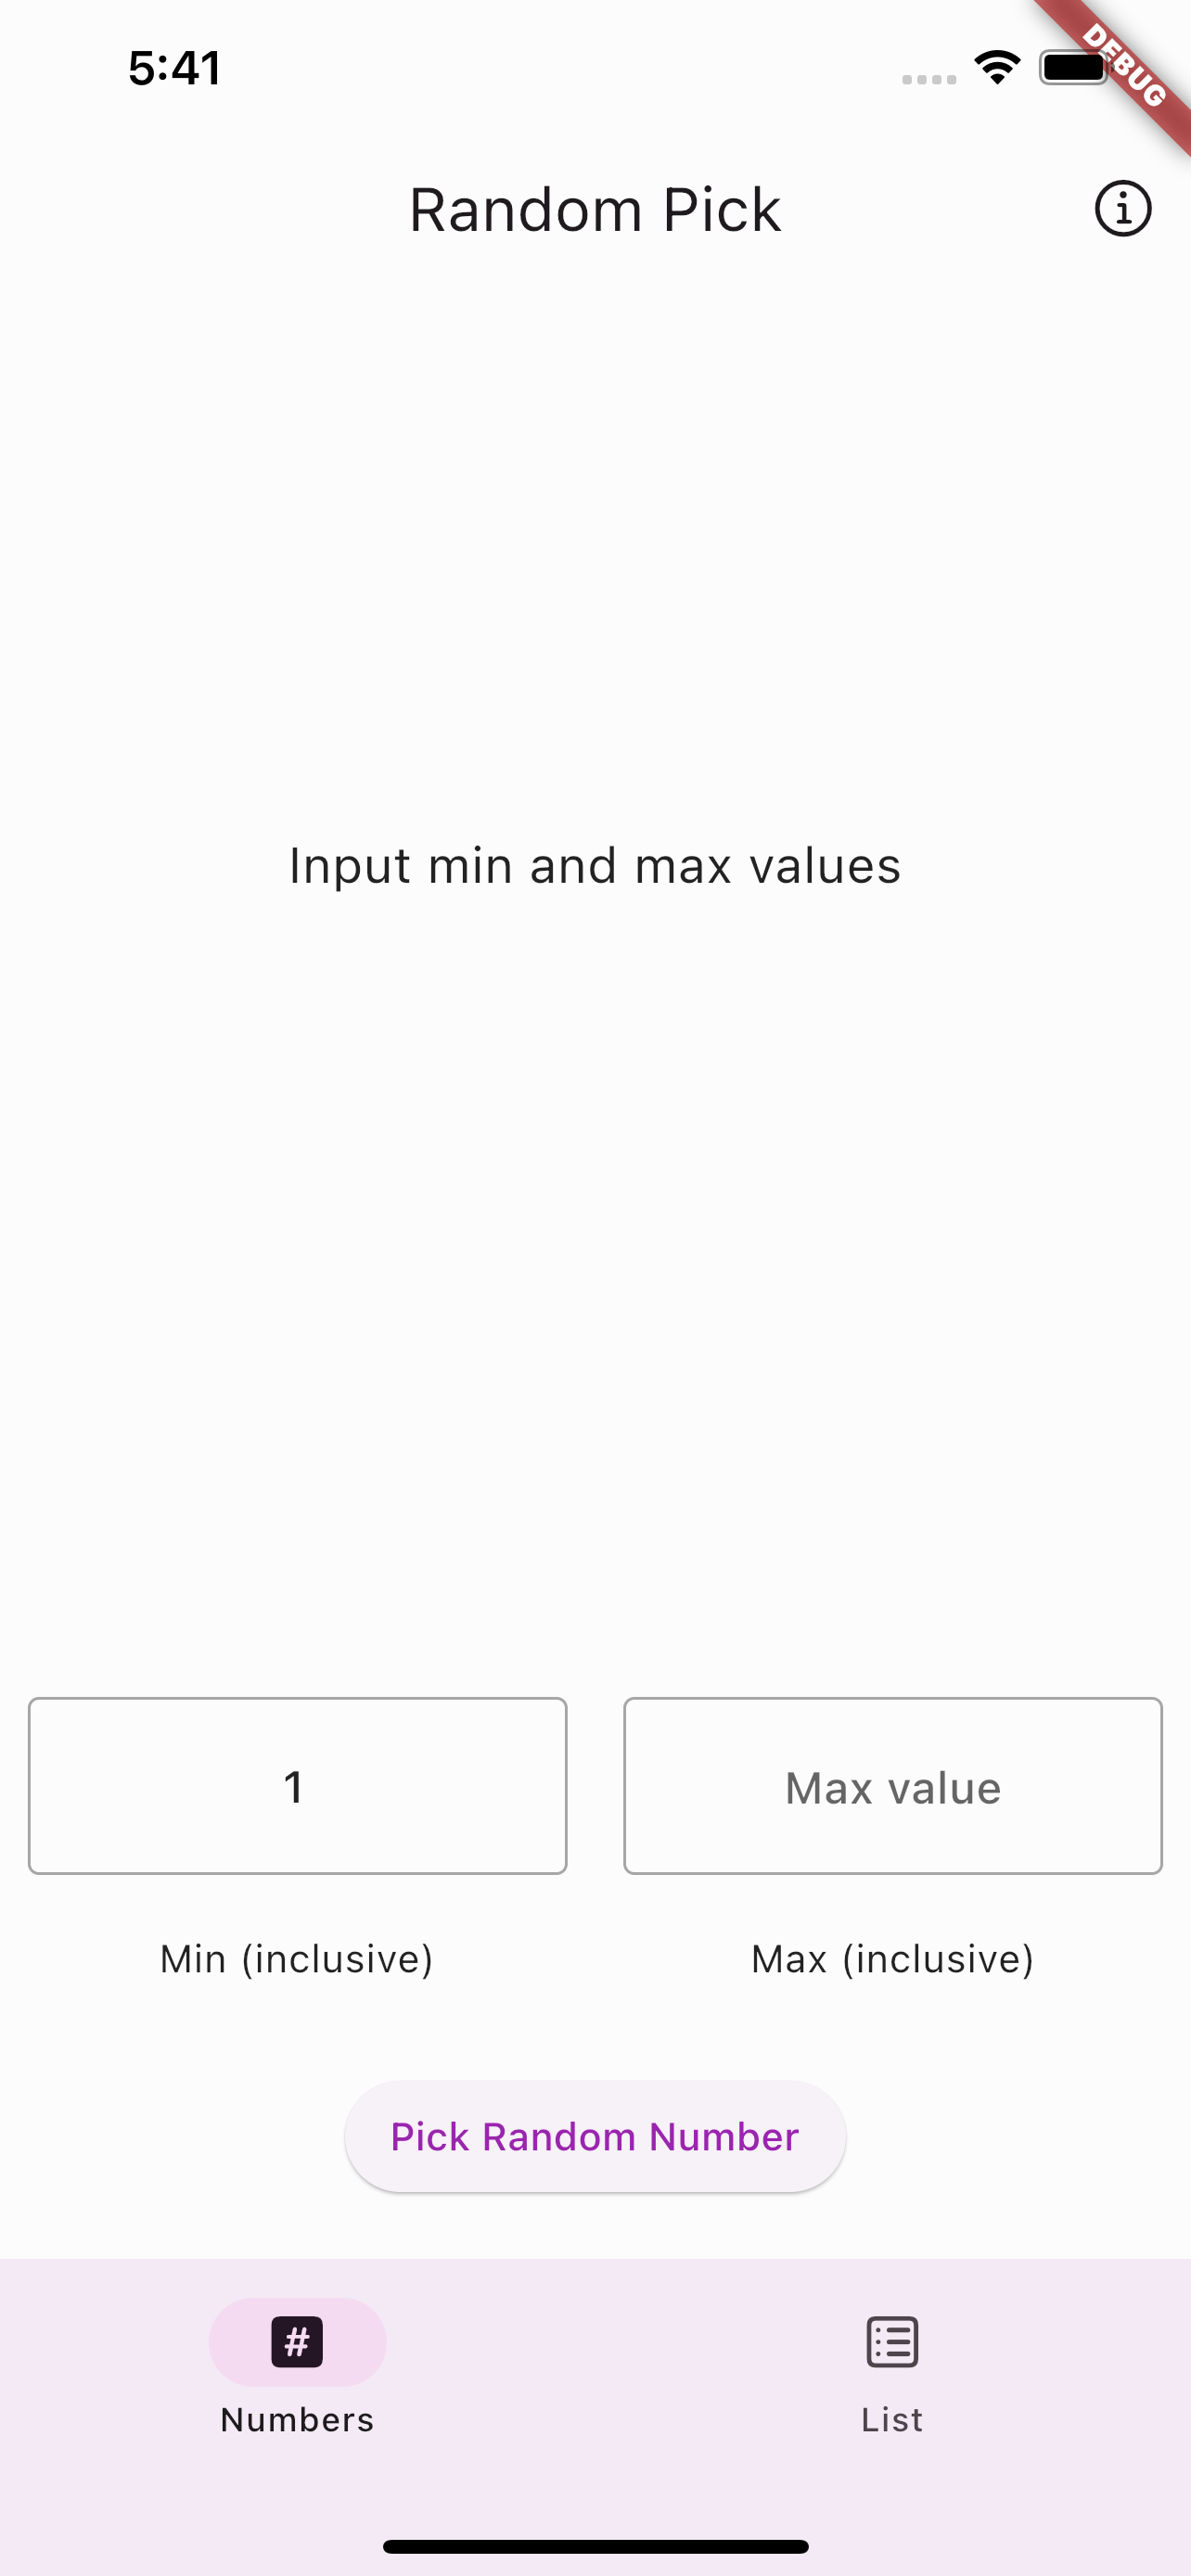 5:41
DEBUG
Random Pick
Input min and max values
1
Max value
Min (inclusive)
Max (inclusive)
Pick Random Number
#
Numbers
List